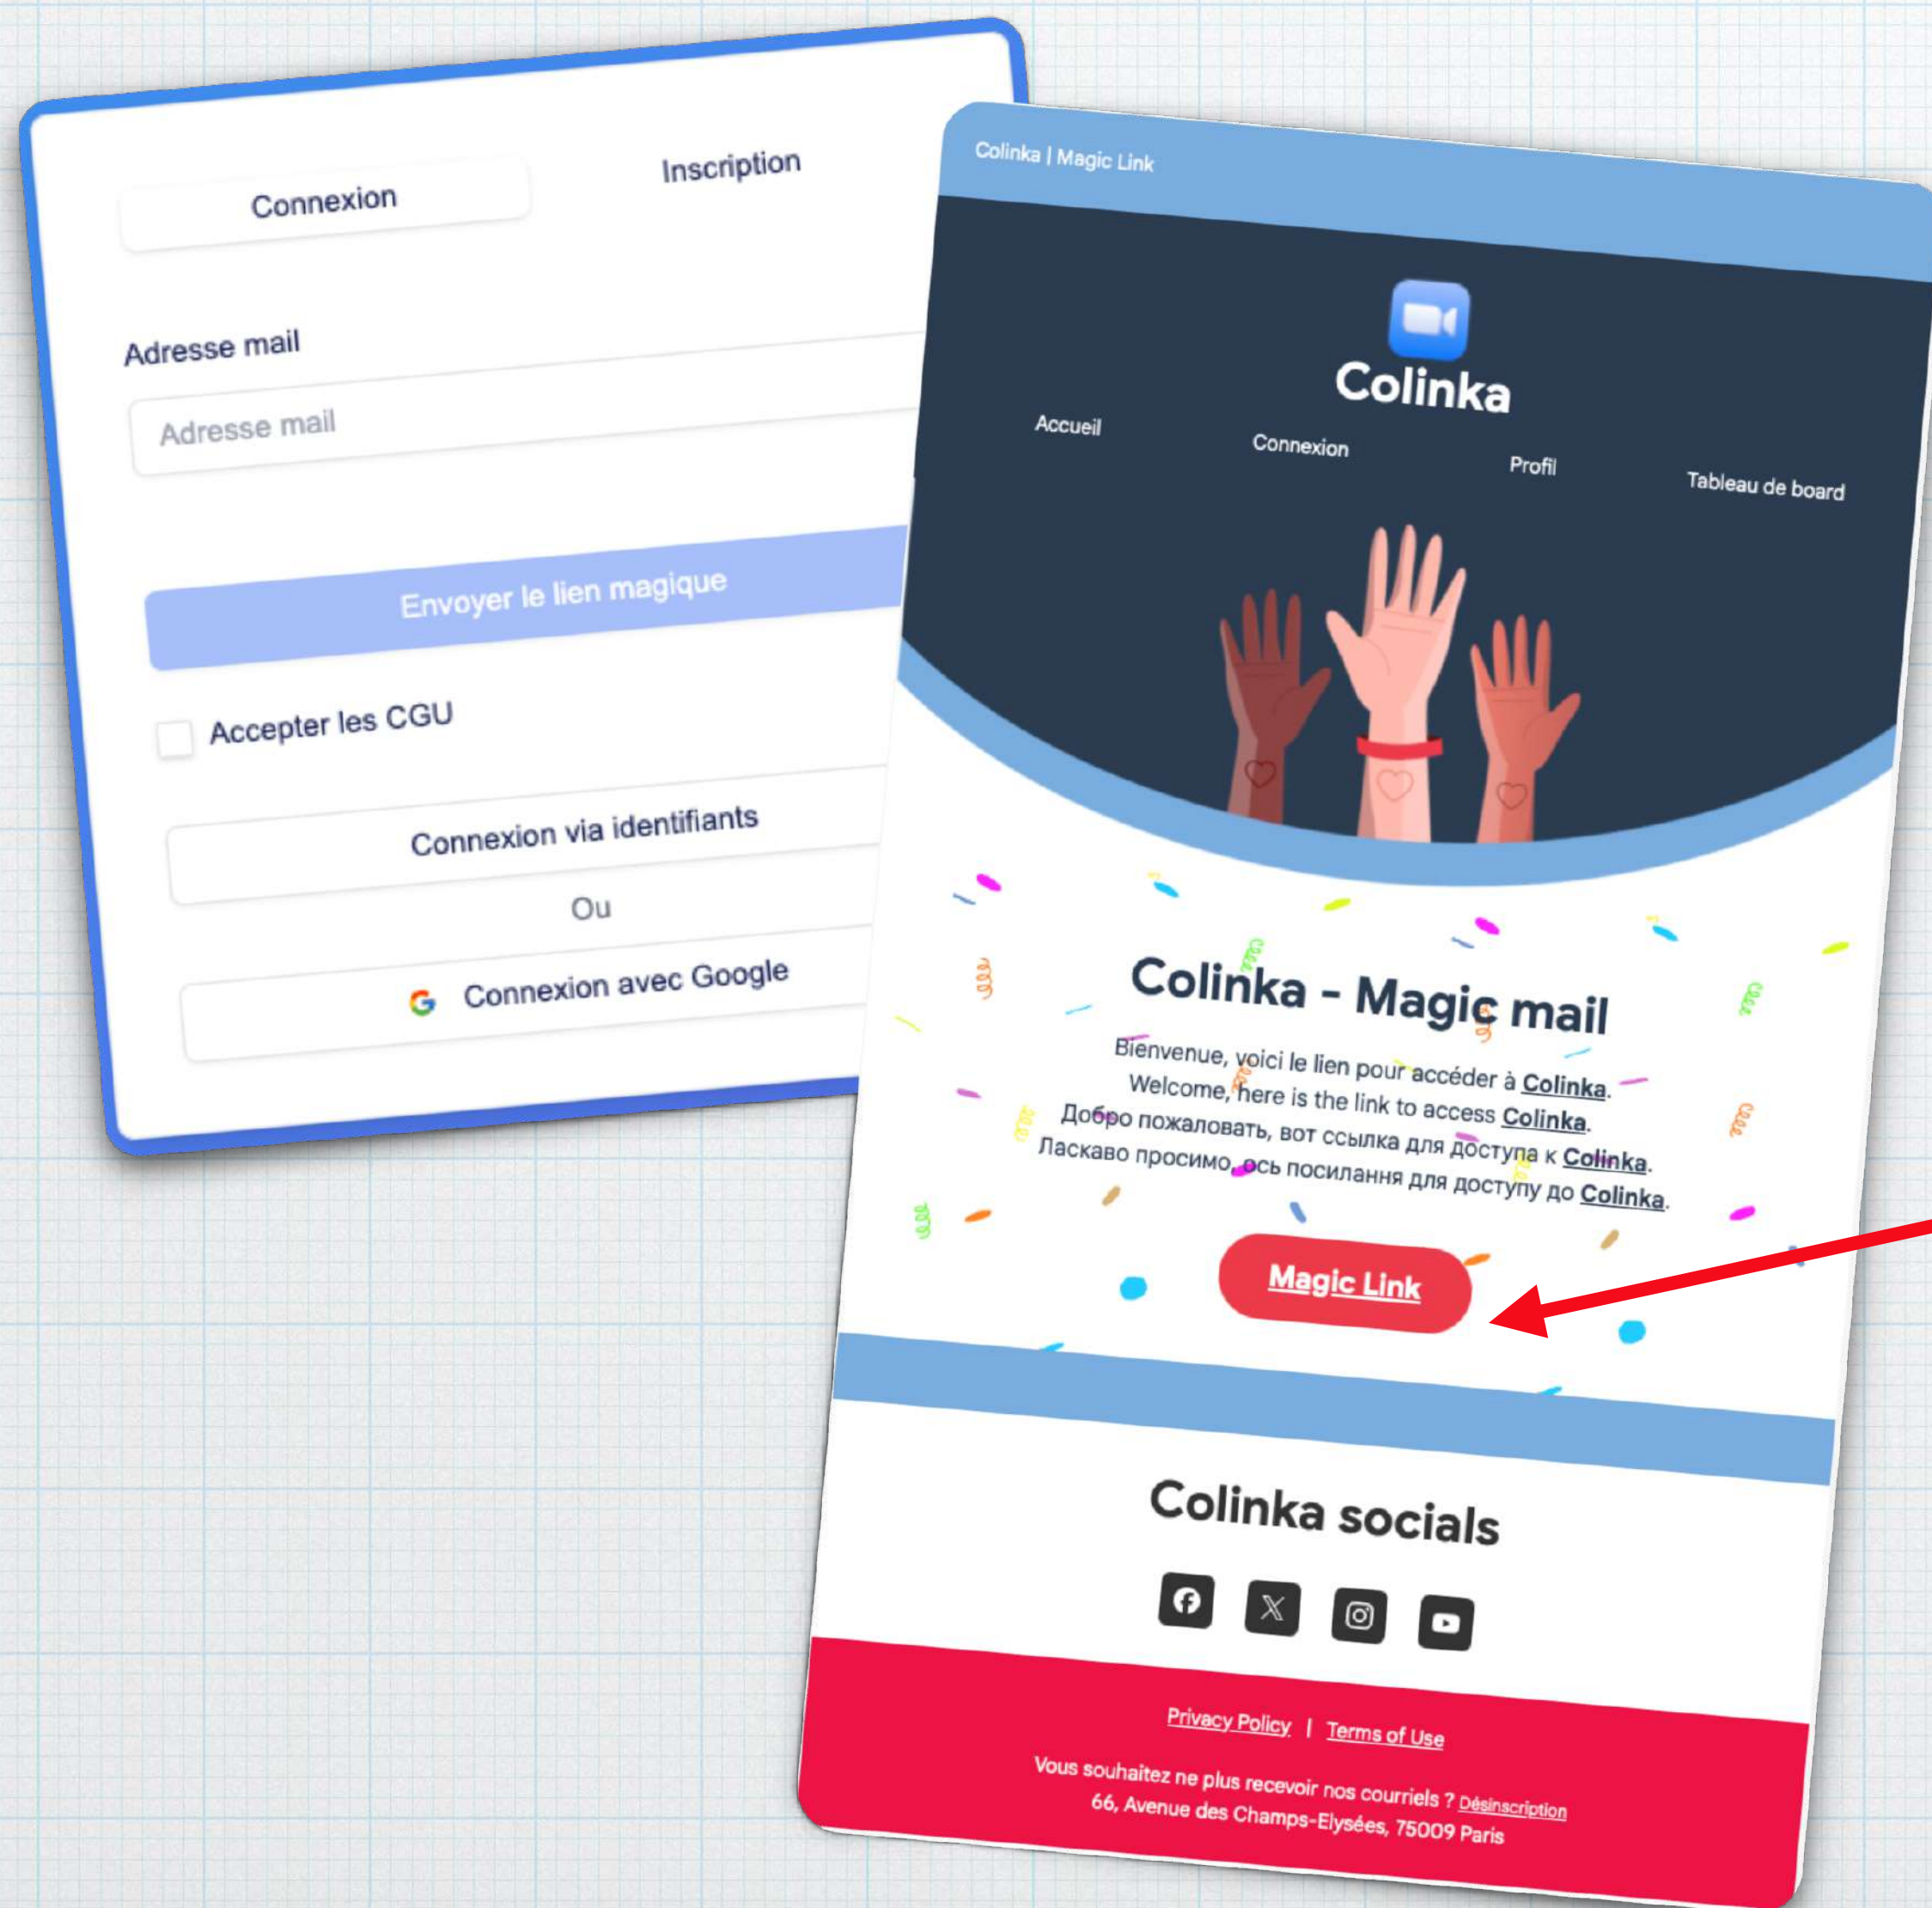 Connexion
Inscription
Adresse mail
Adresse mail
Envoyer le lien magique
Accepter les CGU
Connexion via identifiants
Ou
Connexion avec Google
Colinka | Magic Link
Colinka
Accueil
Connexion
Profil
Tableau de board
Colinka - Magic mail
Bienvenue, voici le lien pour accéder à Colinka.
Welcome, here is the link to access Colinka.
Добро пожаловать, вот ссылка для доступа к Colinka.
Ласкаво просимо, ось посилання для доступу до Colinka.
Magic Link
Colinka socials
Privacy Policy | Terms of Use
Vous souhaitez ne plus recevoir nos courriels ? Désinscription
66, Avenue des Champs-Elysées, 75009 Paris